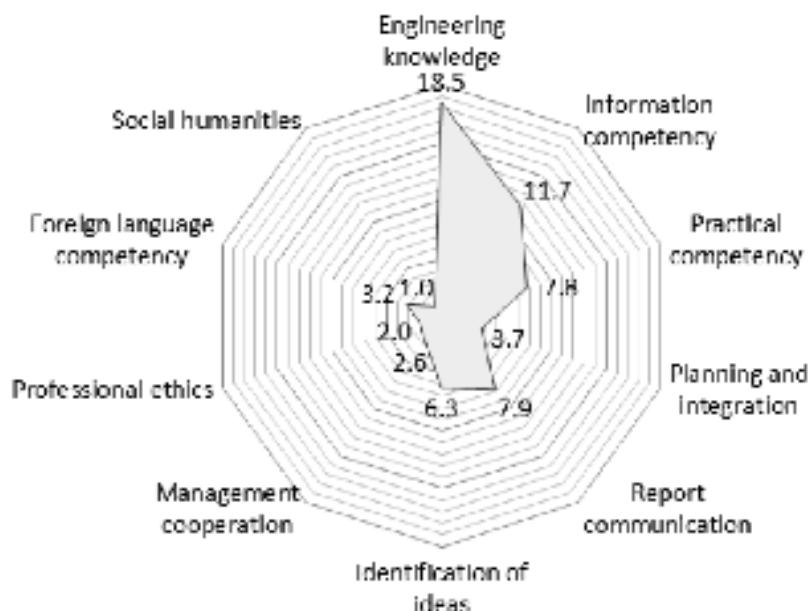 Engineering
knowledge
18.5
Information
competency
11.7
Practical
competency
7.8
Planning and
integration
3.7
Report
communication
7.9
Identification of
ideas
6.3
Management
cooperation
2.6
Professional ethics
2.0
Foreign language
competency
3.2
Social humanities
1.0